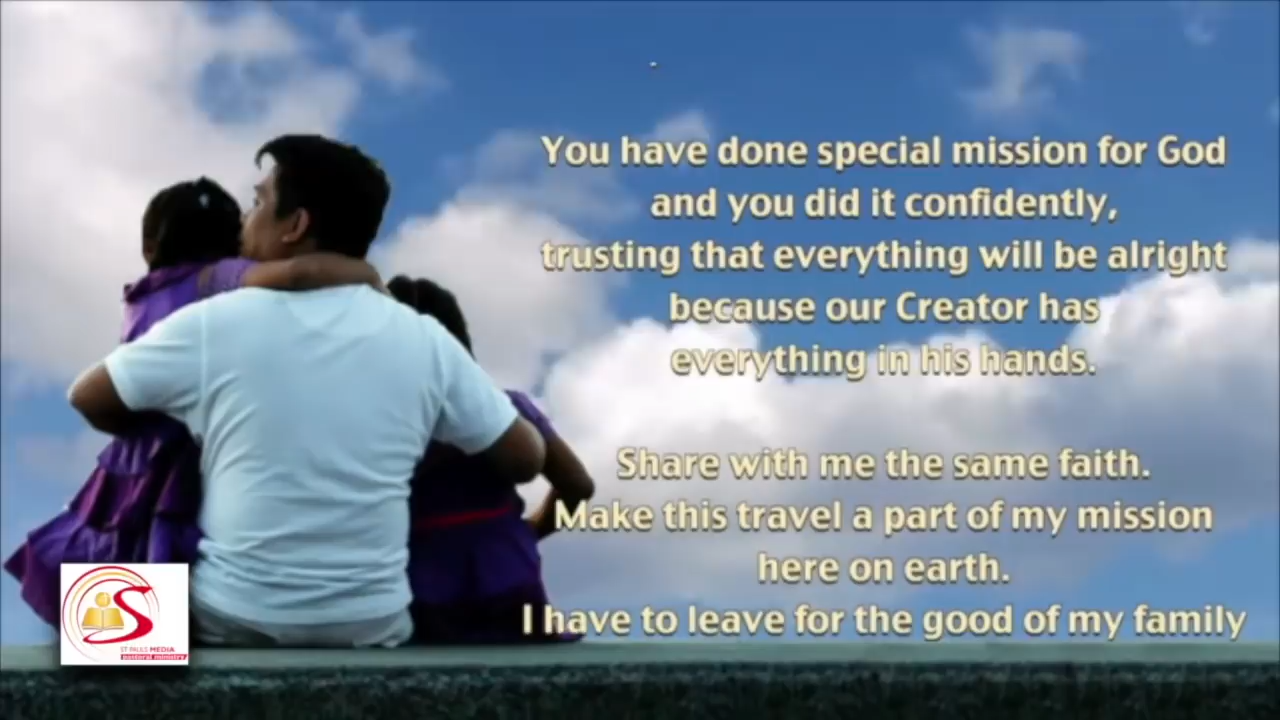 You have done special mission for God
and you did it confidently,
trusting that everything will be alright
because our Creator has
everything in his hands.
Share with me the same faith.
Make this travel a part of my mission
here on earth.
I have to leave for the good of my family
ST PAULS MEDIA
pastoral ministry